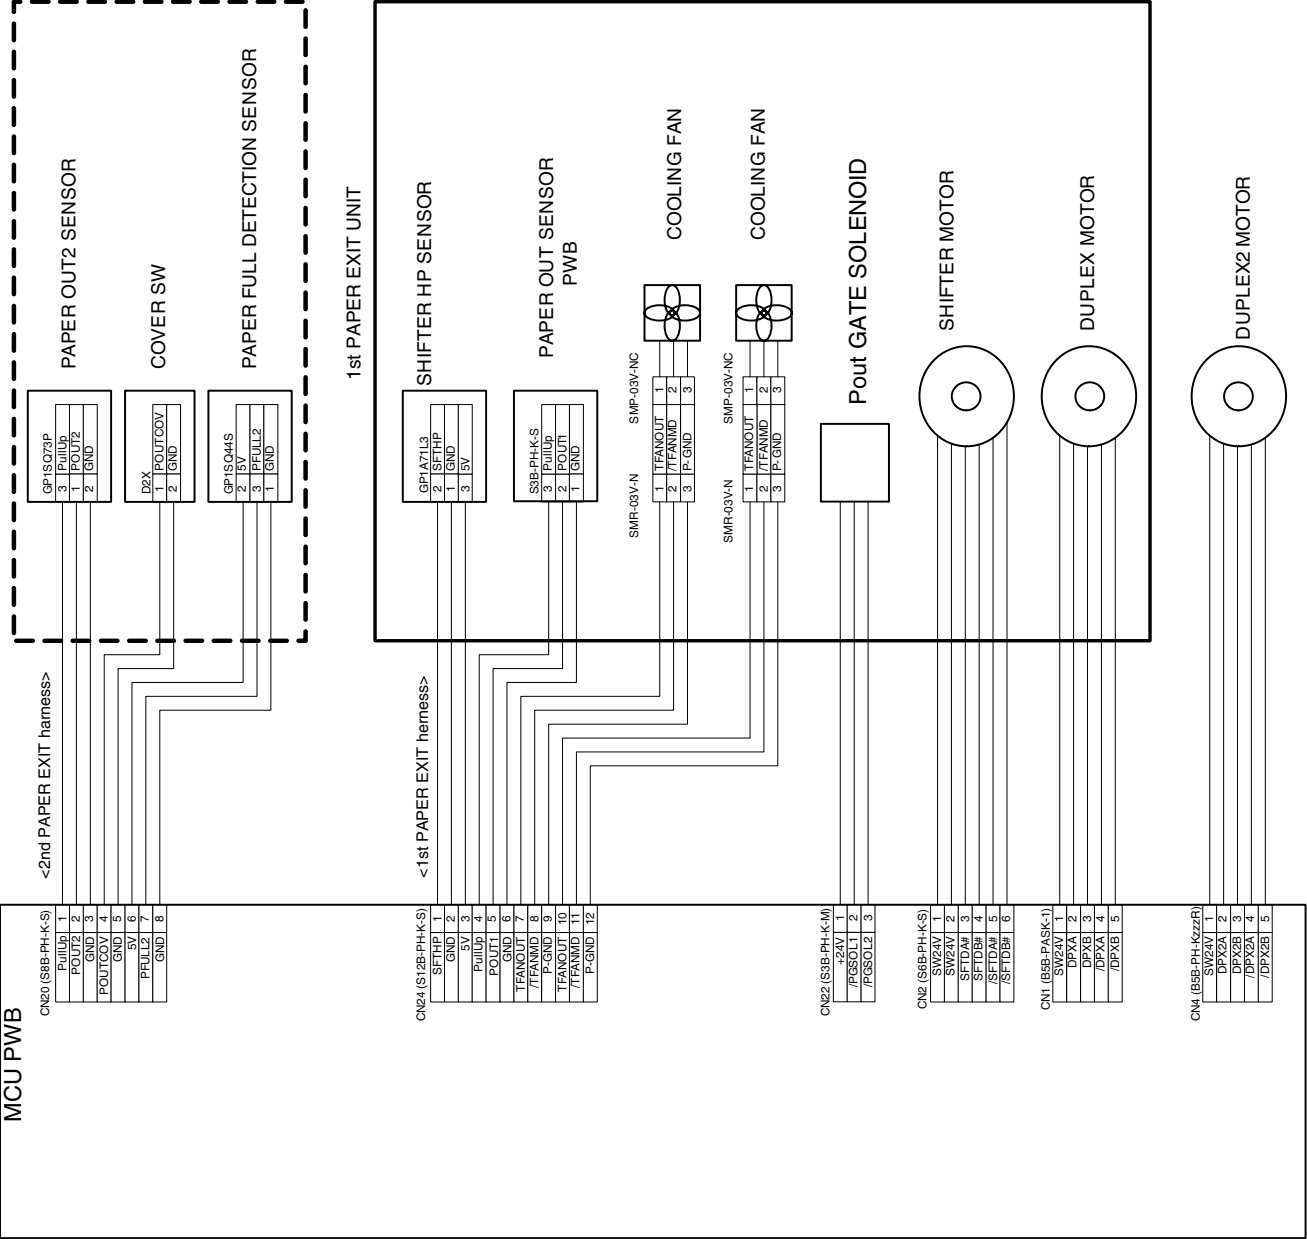 MCU PWB
<2nd PAPER EXIT harness>
CN20 (S8B-PH-K-S)
PullUp 1
POUT2 2
GND 3
POUTCOV 4
GND 5
5V 6
PFULL2 7
GND 8
GP1SQ73P
3 PullUp
1 POUT2
2 GND
PAPER OUT2 SENSOR
D2X
1 POUTCOV
2 GND
COVER SW
GP1SQ44S
2 5V
3 PFULL2
1 GND
PAPER FULL DETECTION SENSOR
1st PAPER EXIT UNIT
<1st PAPER EXIT herness>
CN24 (S12B-PH-K-S)
SFTHP 1
GND 2
5V 3
PullUp 4
POUT1 5
GND 6
TFANOUT 7
/TFANMD 8
P-GND 9
TFANOUT 10
/TFANMD 11
P-GND 12
GP1A71L3
2 SFTHP
1 GND
3 5V
SHIFTER HP SENSOR
S3B-PH-K-S
3 PullUp
2 POUT1
1 GND
PAPER OUT SENSOR
PWB
SMR-03V-N
SMP-03V-NC
1 TFANOUT 1
2 /TFANMD 2
3 P-GND 3
COOLING FAN
SMR-03V-N
SMP-03V-NC
1 TFANOUT 1
2 /TFANMD 2
3 P-GND 3
COOLING FAN
CN22 (S3B-PH-K-M)
+24V 1
/PGSOL1 2
/PGSOL2 3
Pout GATE SOLENOID
CN2 (S6B-PH-K-S)
SW24V 1
SW24V 2
SFTDA# 3
SFTDB# 4
/SFTDA# 5
/SFTDB# 6
SHIFTER MOTOR
CN1 (B5B-PASK-1)
SW24V 1
DPXA 2
DPXB 3
/DPXA 4
/DPXB 5
DUPLEX MOTOR
CN4 (B5B-PH-KzzzR)
SW24V 1
DPX2A 2
DPX2B 3
/DPX2A 4
/DPX2B 5
DUPLEX2 MOTOR